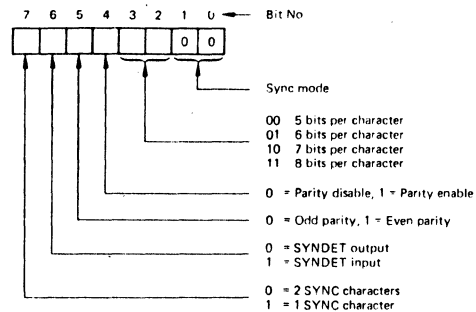 7 6 5 4 3 2 1 0 Bit No
0 0
Sync mode
00 5 bits per character
01 6 bits per character
10 7 bits per character
11 8 bits per character
0 = Parity disable, 1 = Parity enable
0 = Odd parity, 1 = Even parity
0 = SYNDET output
1 = SYNDET input
0 = 2 SYNC characters
1 = 1 SYNC character